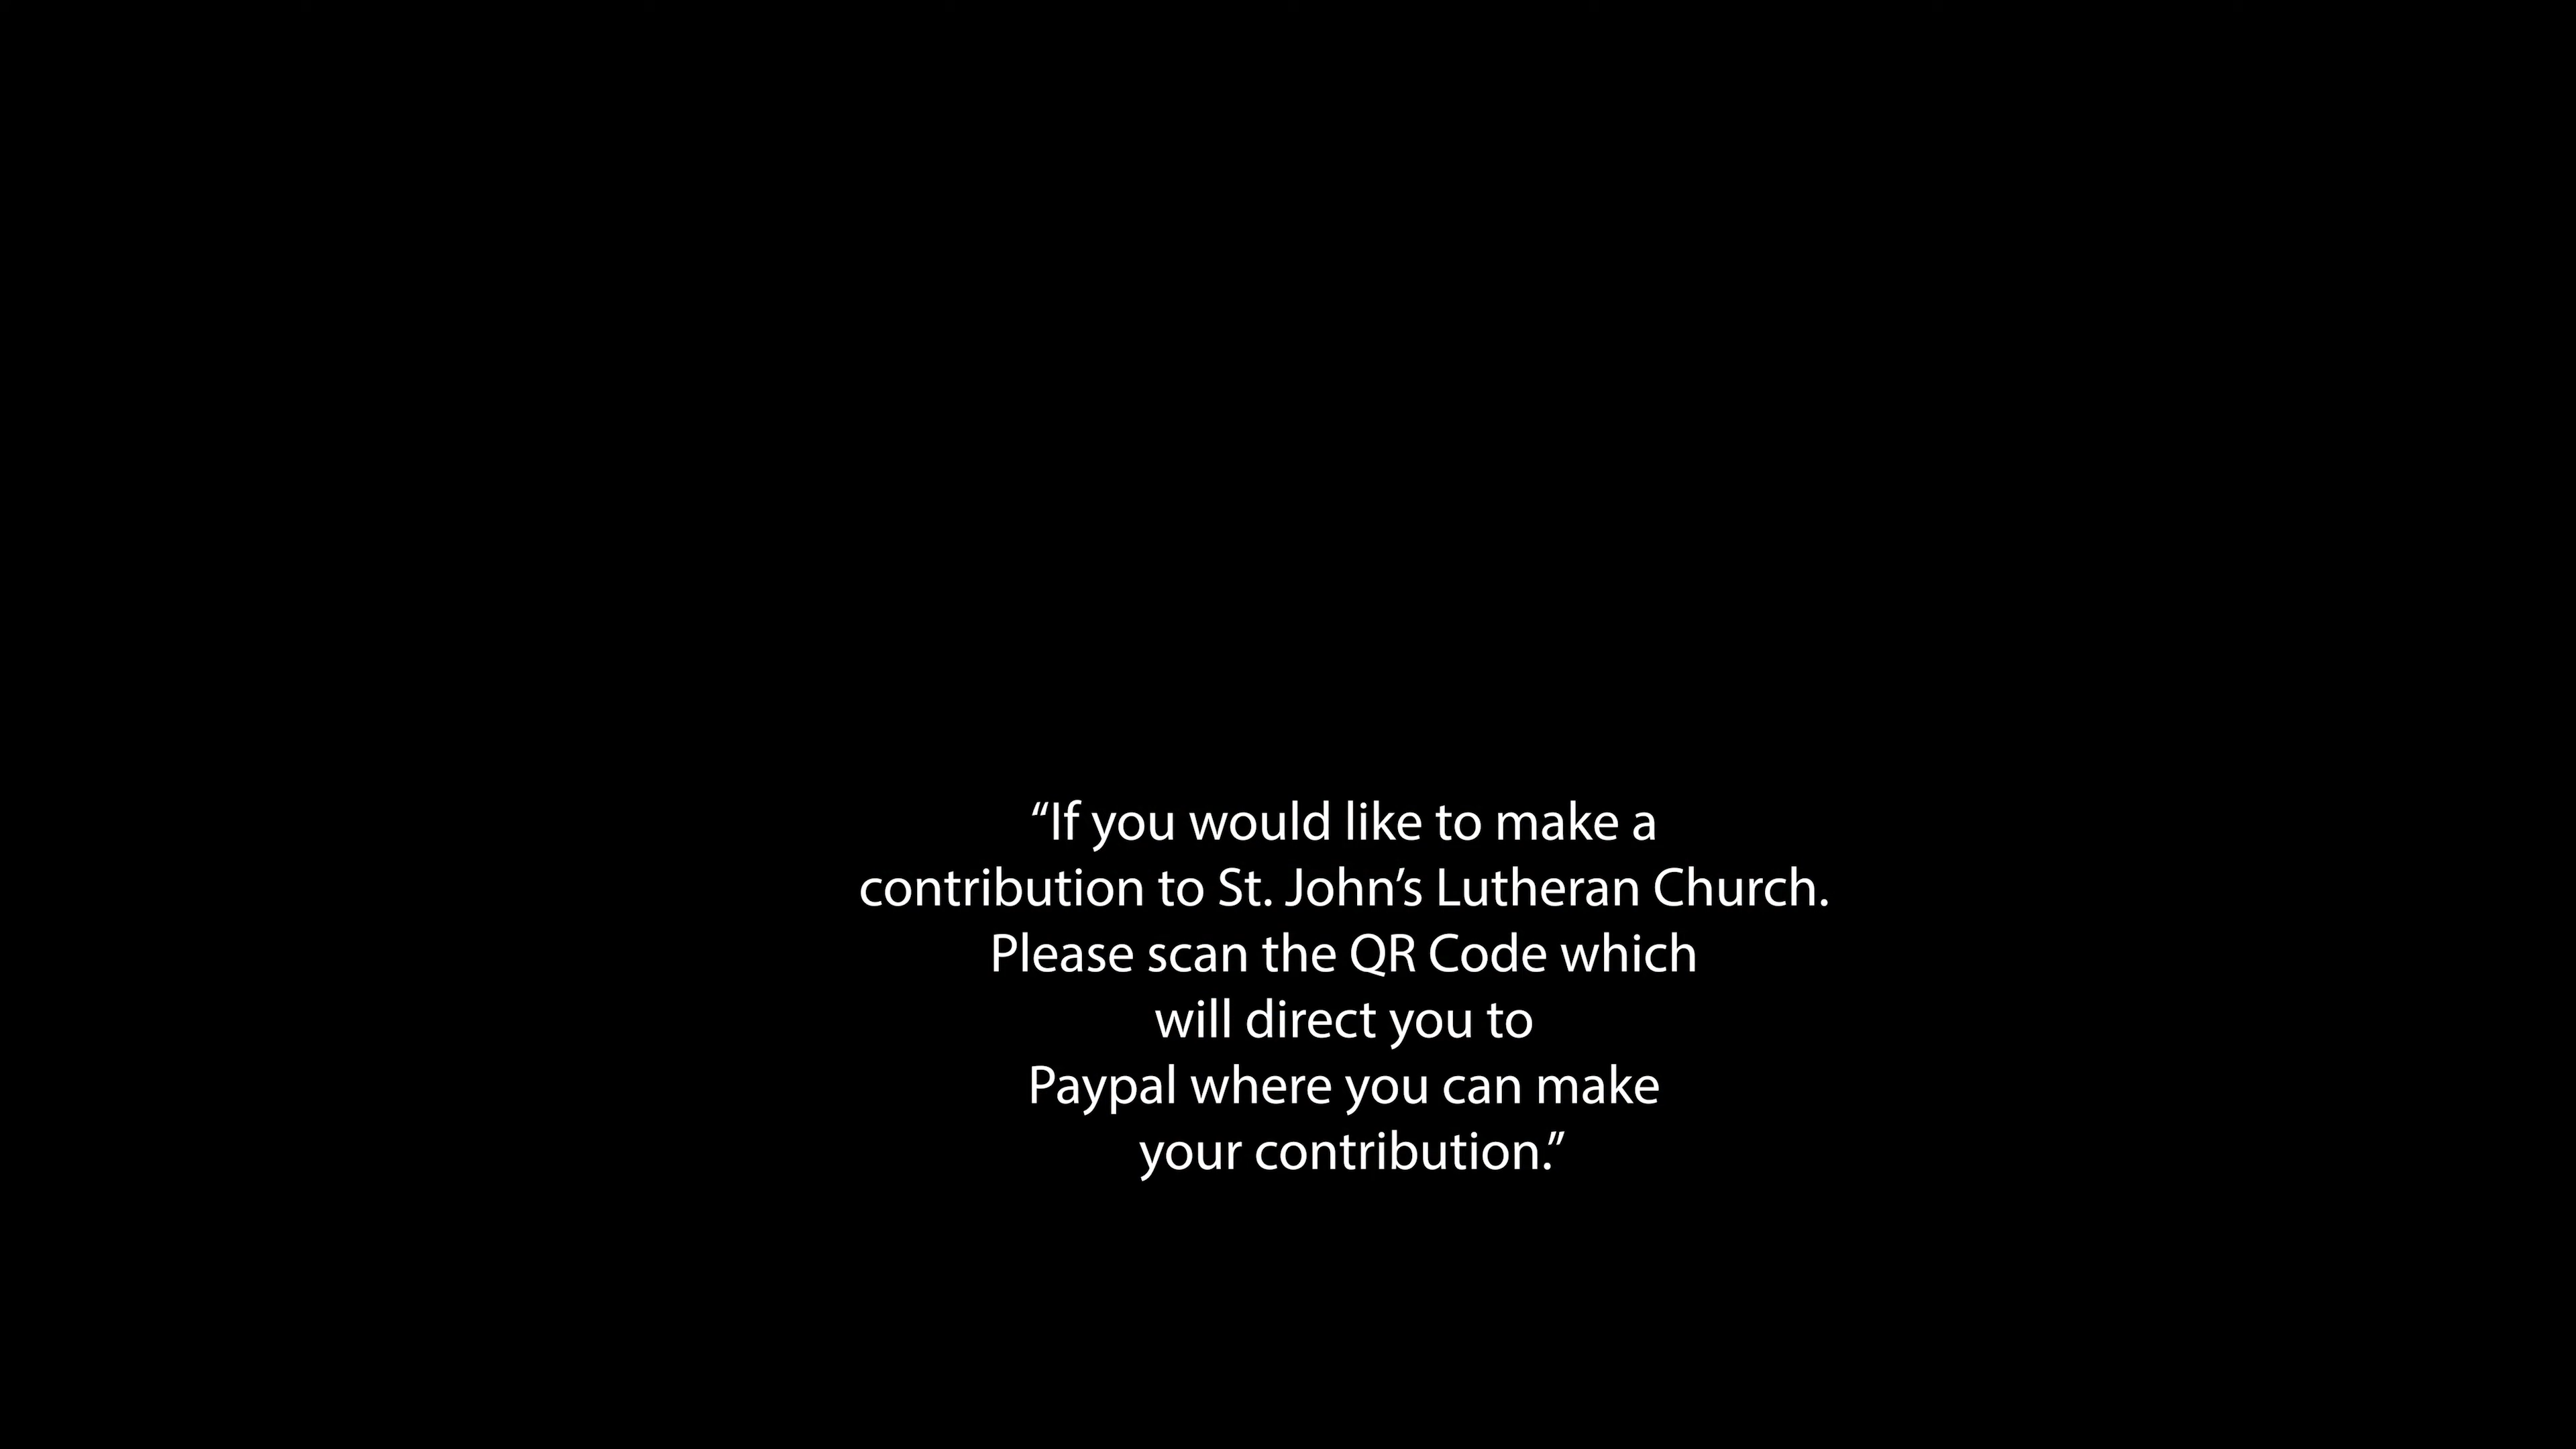 “If you would like to make a
contribution to St. John’s Lutheran Church.
Please scan the QR Code which
will direct you to
Paypal where you can make
your contribution.”